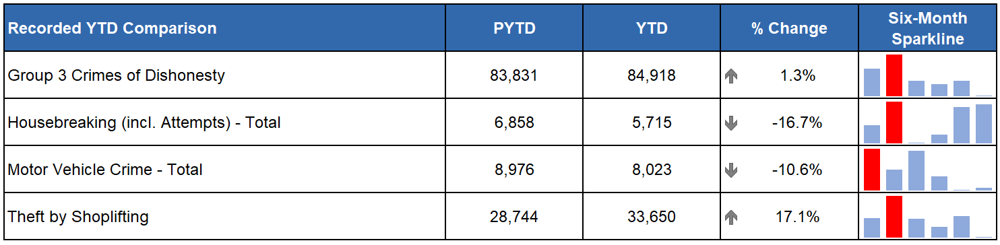 Recorded YTD Comparison PYTD YTD % Change Six-Month
Sparkline
Group 3 Crimes of Dishonesty 83,831 84,918 1.3%
Housebreaking (incl. Attempts) - Total 6,858 5,715 -16.7%
Motor Vehicle Crime - Total 8,976 8,023 -10.6%
Theft by Shoplifting 28,744 33,650 17.1%